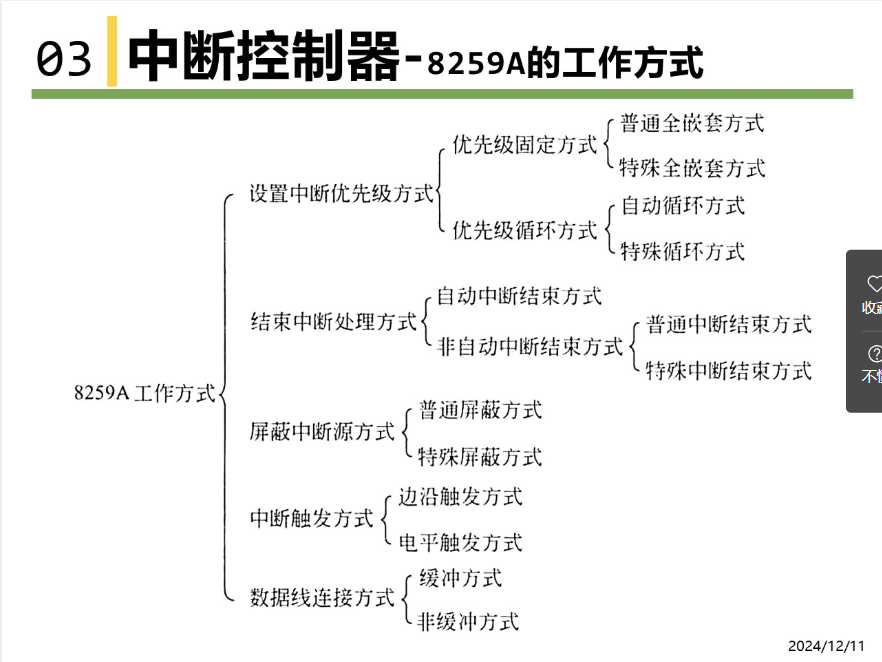 03 中断控制器-8259A的工作方式
8259A 工作方式
设置中断优先级方式
优先级固定方式
普通全嵌套方式
特殊全嵌套方式
优先级循环方式
自动循环方式
特殊循环方式
结束中断处理方式
自动中断结束方式
非自动中断结束方式
普通中断结束方式
特殊中断结束方式
屏蔽中断源方式
普通屏蔽方式
特殊屏蔽方式
中断触发方式
边沿触发方式
电平触发方式
数据线连接方式
缓冲方式
非缓冲方式
收藏
不懂
2024/12/11